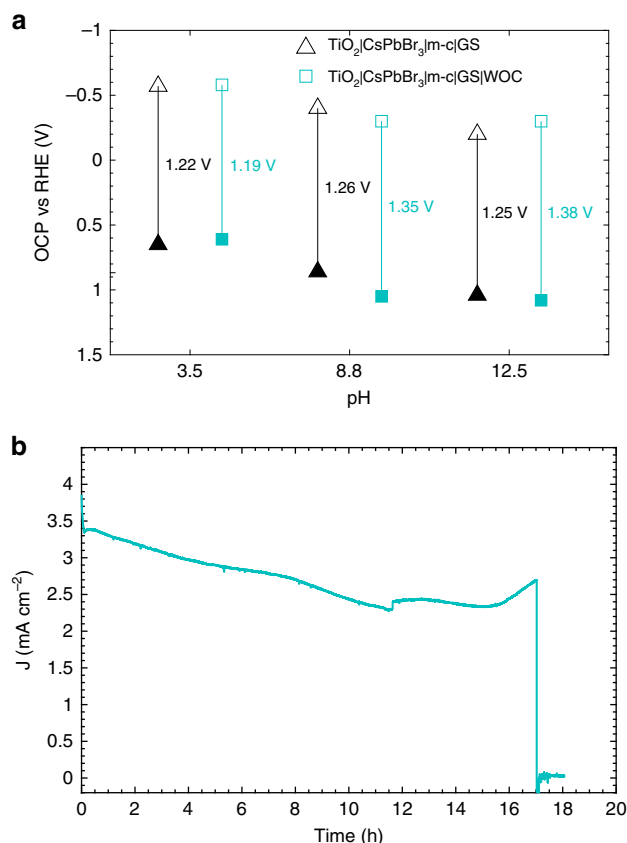 a
−1
−0.5
0
0.5
1
1.5
OCP vs RHE (V)
TiO₂|CsPbBr₃|m-c|GS
TiO₂|CsPbBr₃|m-c|GS|WOC
1.22 V
1.19 V
1.26 V
1.35 V
1.25 V
1.38 V
3.5
8.8
12.5
pH
b
4
3.5
3
2.5
2
1.5
1
0.5
0
J (mA cm⁻²)
0
2
4
6
8
10
12
14
16
18
20
Time (h)